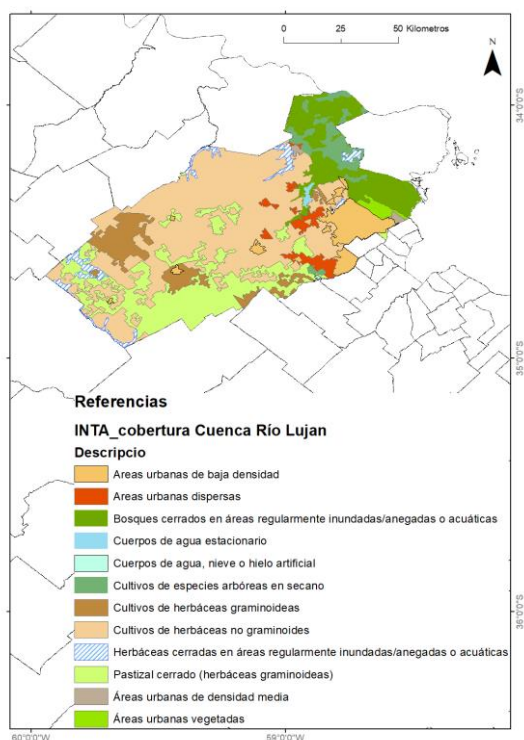 0 25 50 Kilometros
N
34°0'0"S
35°0'0"S
Referencias
INTA_cobertura Cuenca Río Lujan
Descripcio
Areas urbanas de baja densidad
Areas urbanas dispersas
Bosques cerrados en áreas regularmente inundadas/anegadas o acuáticas
Cuerpos de agua estacionario
Cuerpos de agua, nieve o hielo artificial
Cultivos de especies arbóreas en secano
Cultivos de herbáceas graminoideas
Cultivos de herbáceas no graminoides
Herbáceas cerradas en áreas regularmente inundadas/anegadas o acuáticas
Pastizal cerrado (herbáceas graminoideas)
Áreas urbanas de densidad media
Áreas urbanas vegetadas
36°0'0"S
60°0'0"W 59°0'0"W